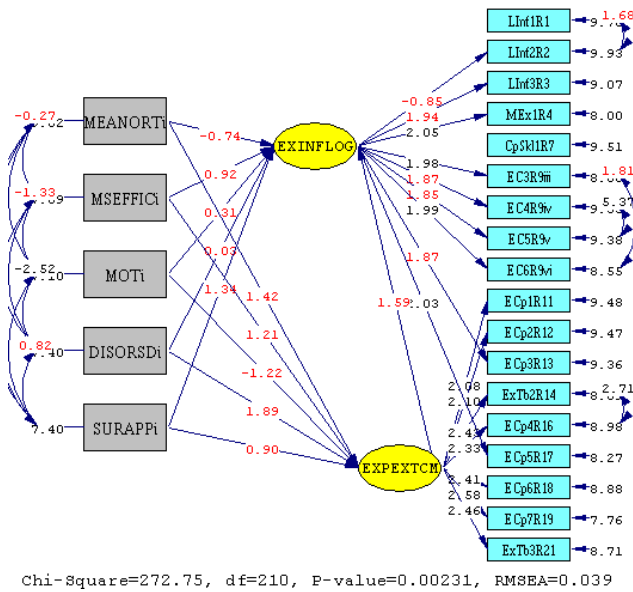 LInf1R1
1.68
LInf2R2
9.93
-0.27
MEANORTi
-0.74
EXINFLOG
-0.85
LInf3R3
9.07
1.94
2.05
MEx1R4
8.00
CpSkl1R7
9.51
0.92
1.98
EC3R9iii
1.81
-1.33
MSEFFICi
1.87
EC4R9iv
5.37
0.31
1.85
1.99
EC5R9v
9.38
0.03
EC6R9vi
8.55
-2.52
MOTi
1.34
1.42
1.87
1.59
ECp1R11
9.48
1.21
ECp2R12
9.47
0.82
DISORSDi
-1.22
ECp3R13
9.36
1.89
2.08
2.10
ExTb2R14
2.71
7.40
SURAPPi
ECp4R16
8.98
0.90
EXPEXTCM
2.33
ECp5R17
8.27
2.41
2.58
ECp6R18
8.88
2.46
ECp7R19
7.76
ExTb3R21
8.71
Chi-Square=272.75, df=210, P-value=0.00231, RMSEA=0.039